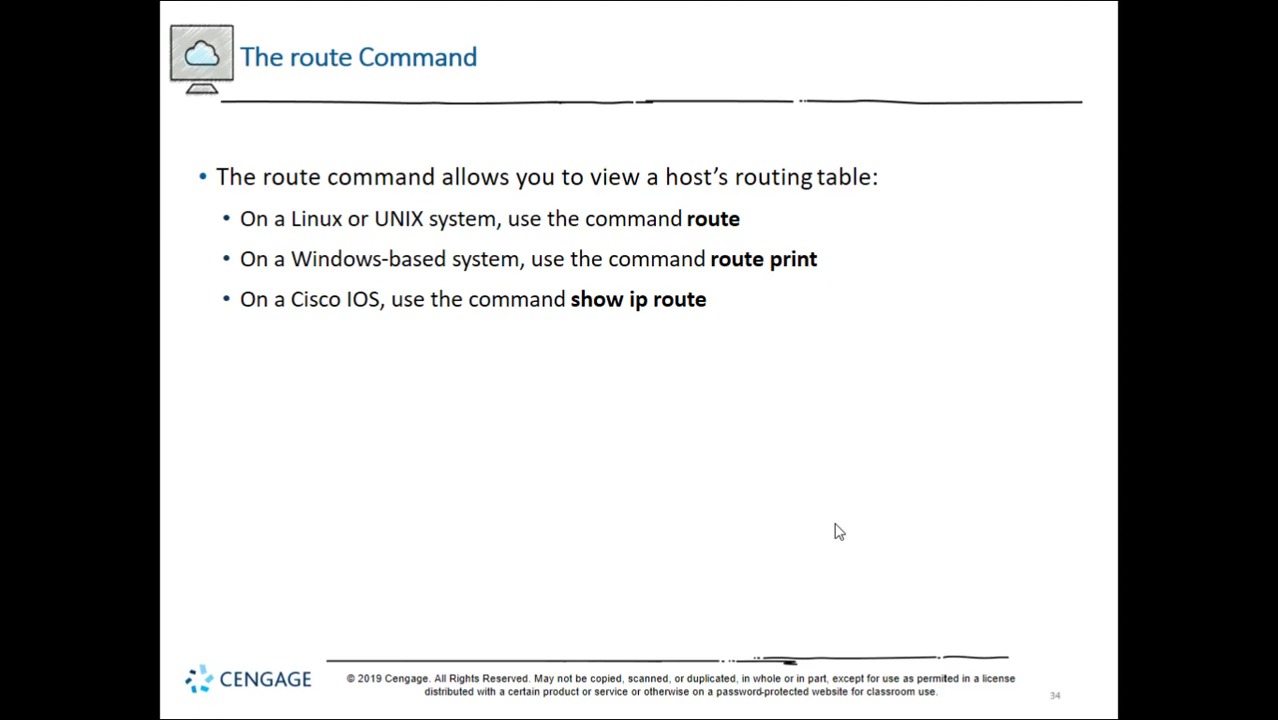 The route Command
• The route command allows you to view a host's routing table:
• On a Linux or UNIX system, use the command route
• On a Windows-based system, use the command route print
• On a Cisco IOS, use the command show ip route
CENGAGE
© 2019 Cengage. All Rights Reserved. May not be copied, scanned, or duplicated, in whole or in part, except for use as permitted in a license
distributed with a certain product or service or otherwise on a password-protected website for classroom use.
34